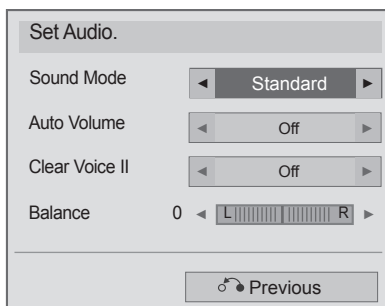 Set Audio.
Sound Mode ◄ Standard ►
Auto Volume ◄ Off ►
Clear Voice II ◄ Off ►
Balance 0 ◄ L R ►
Previous